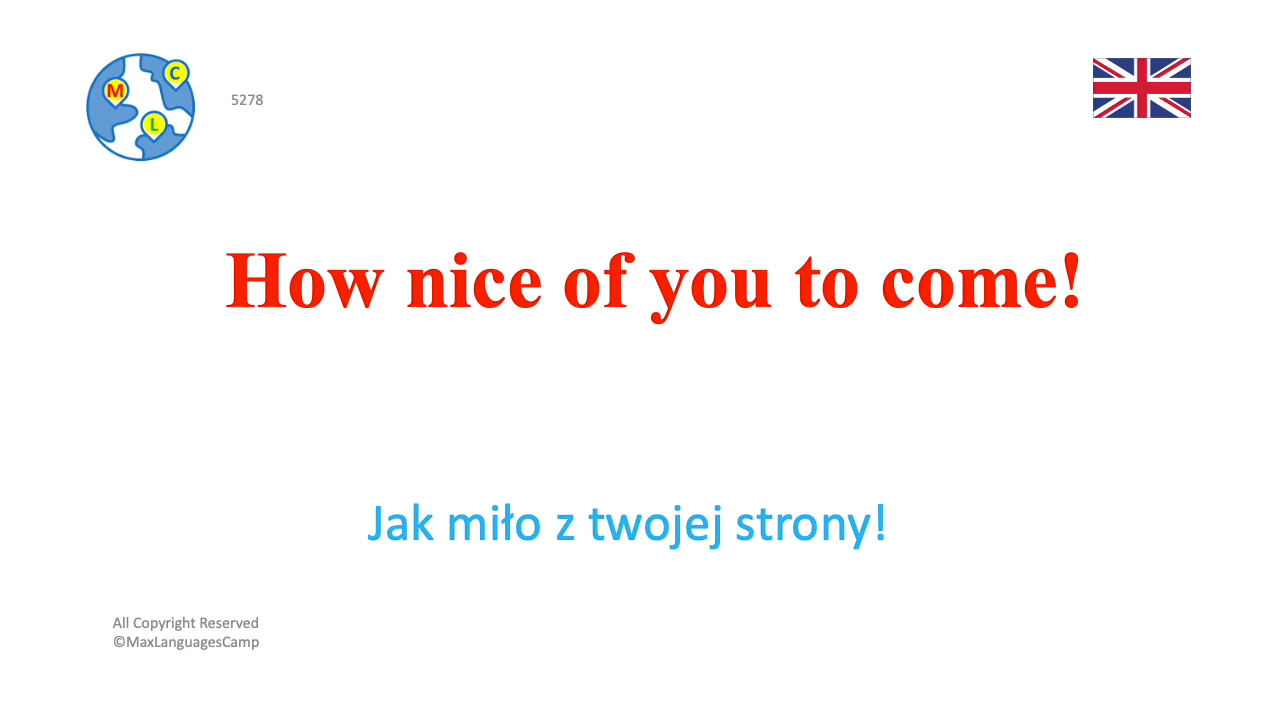 M
C
L
5278
How nice of you to come!
Jak miło z twojej strony!
All Copyright Reserved
©MaxLanguagesCamp